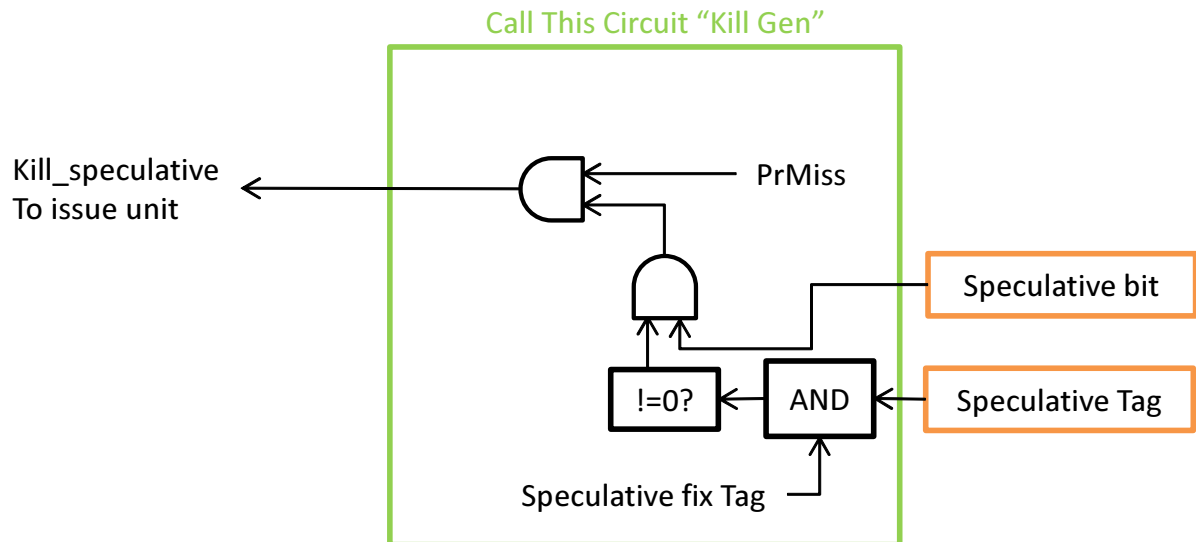 Call This Circuit “Kill Gen”
Kill_speculative
To issue unit
PrMiss
Speculative bit
!=0?
AND
Speculative Tag
Speculative fix Tag